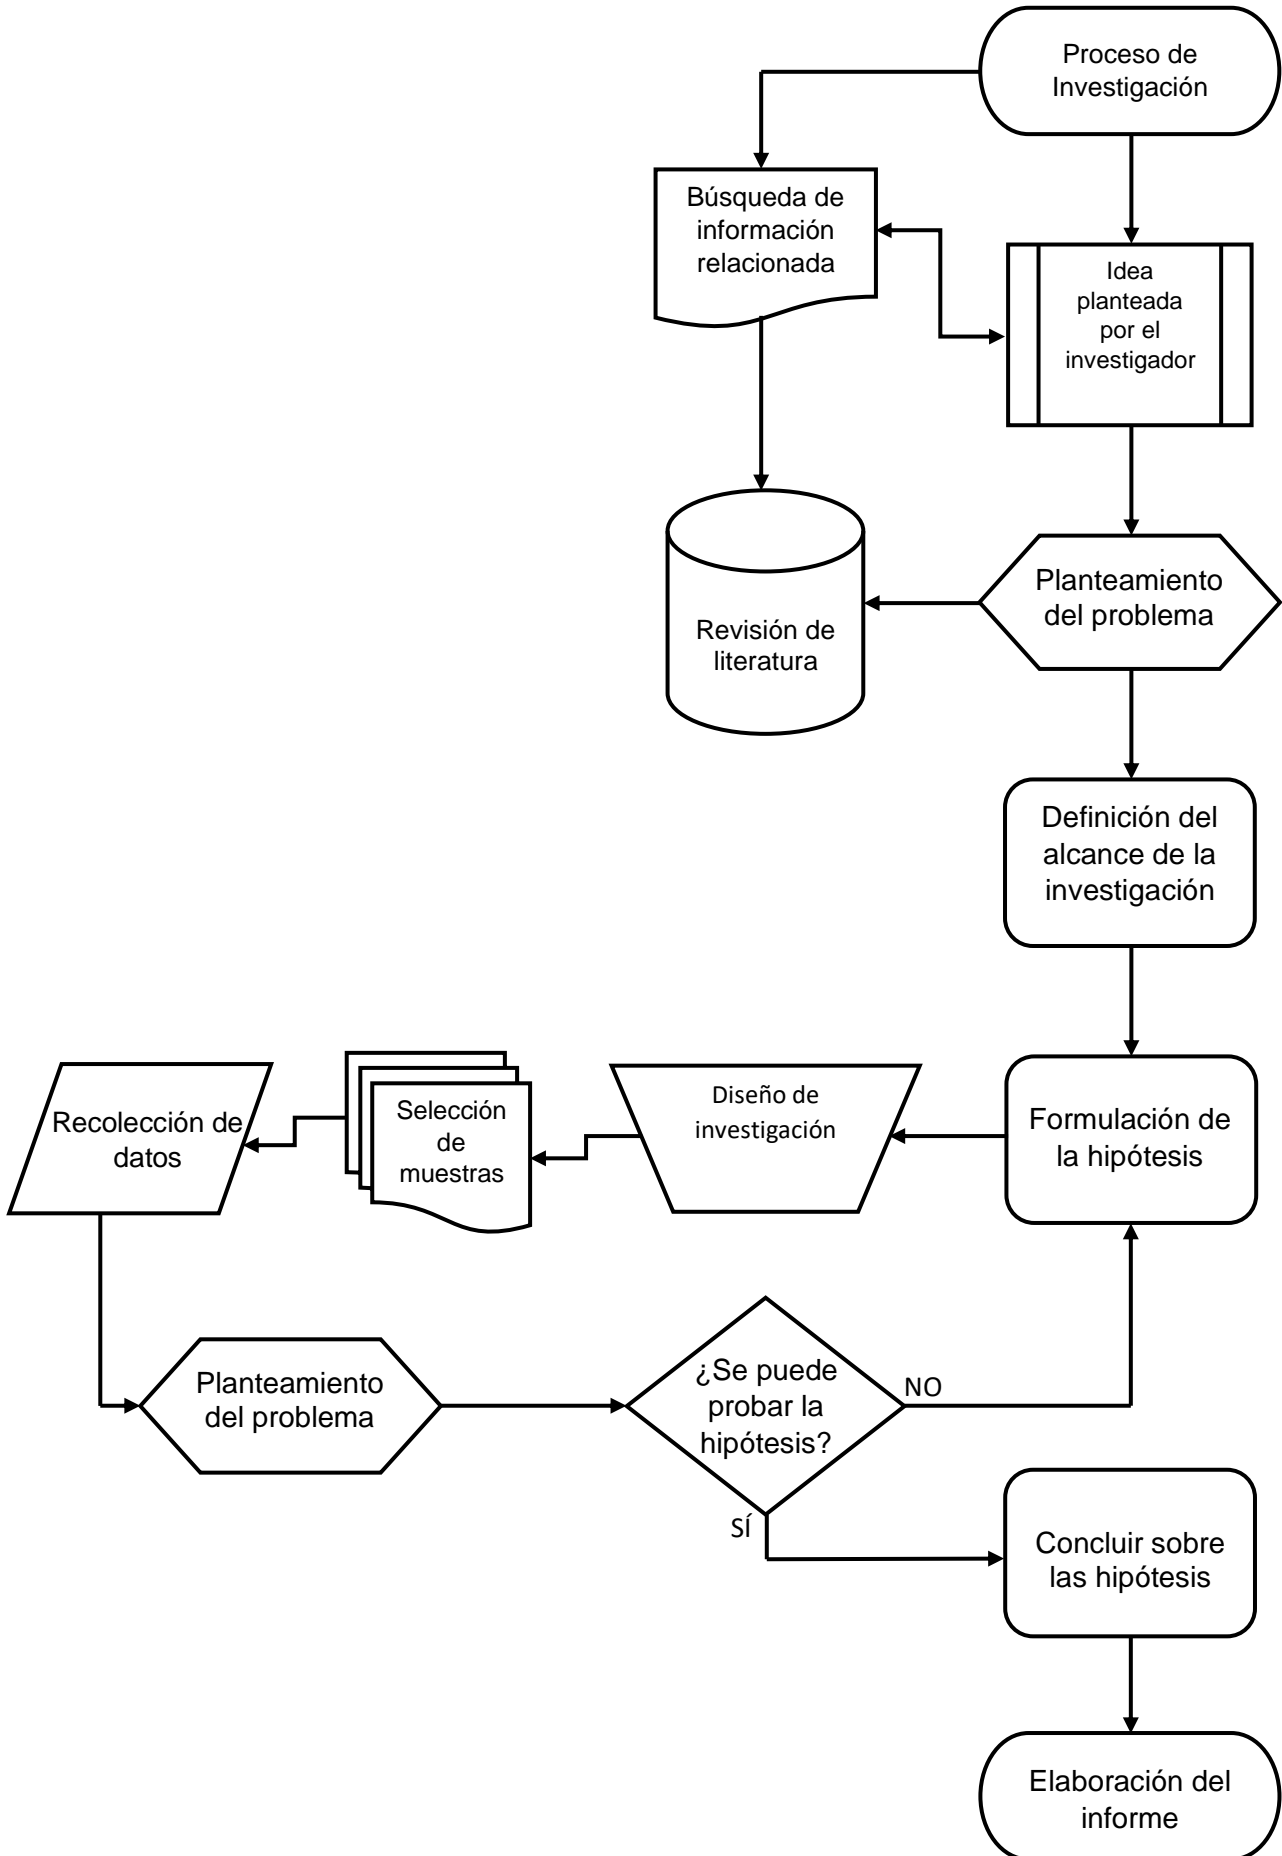 Proceso de
Investigación
Búsqueda de
información
relacionada
Idea
planteada
por el
investigador
Planteamiento
del problema
Revisión de
literatura
Definición del
alcance de la
investigación
Recolección de
datos
Selección
de
muestras
Diseño de
investigación
Formulación de
la hipótesis
Planteamiento
del problema
¿Se puede
probar la
hipótesis?
NO
SÍ
Concluir sobre
las hipótesis
Elaboración del
informe